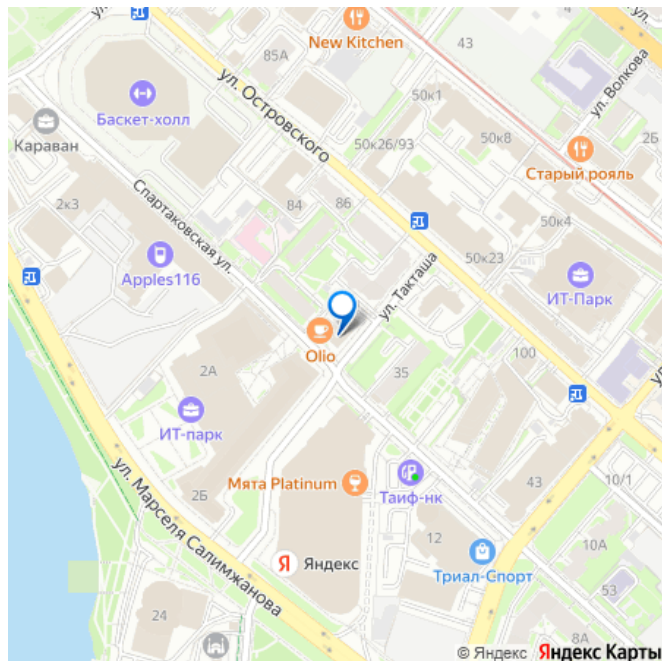 New Kitchen
43
85А
ул. Островского
50к1
ул. Волкова
Баскет-холл
Караван
50к26/93
50к8
2Б
Старый рояль
2к3
Спартаковская ул.
84
86
50к4
Apples116
ул. Такташа
50к23
ИТ-Парк
Olio
100
2А
35
ИТ-парк
2Б
Мята Platinum
Таиф-нк
43
10/1
ул. Марселя Салимжанова
12
10А
Я Яндекс
Триал-Спорт
53
24
8А
© Яндекс Яндекс Карты